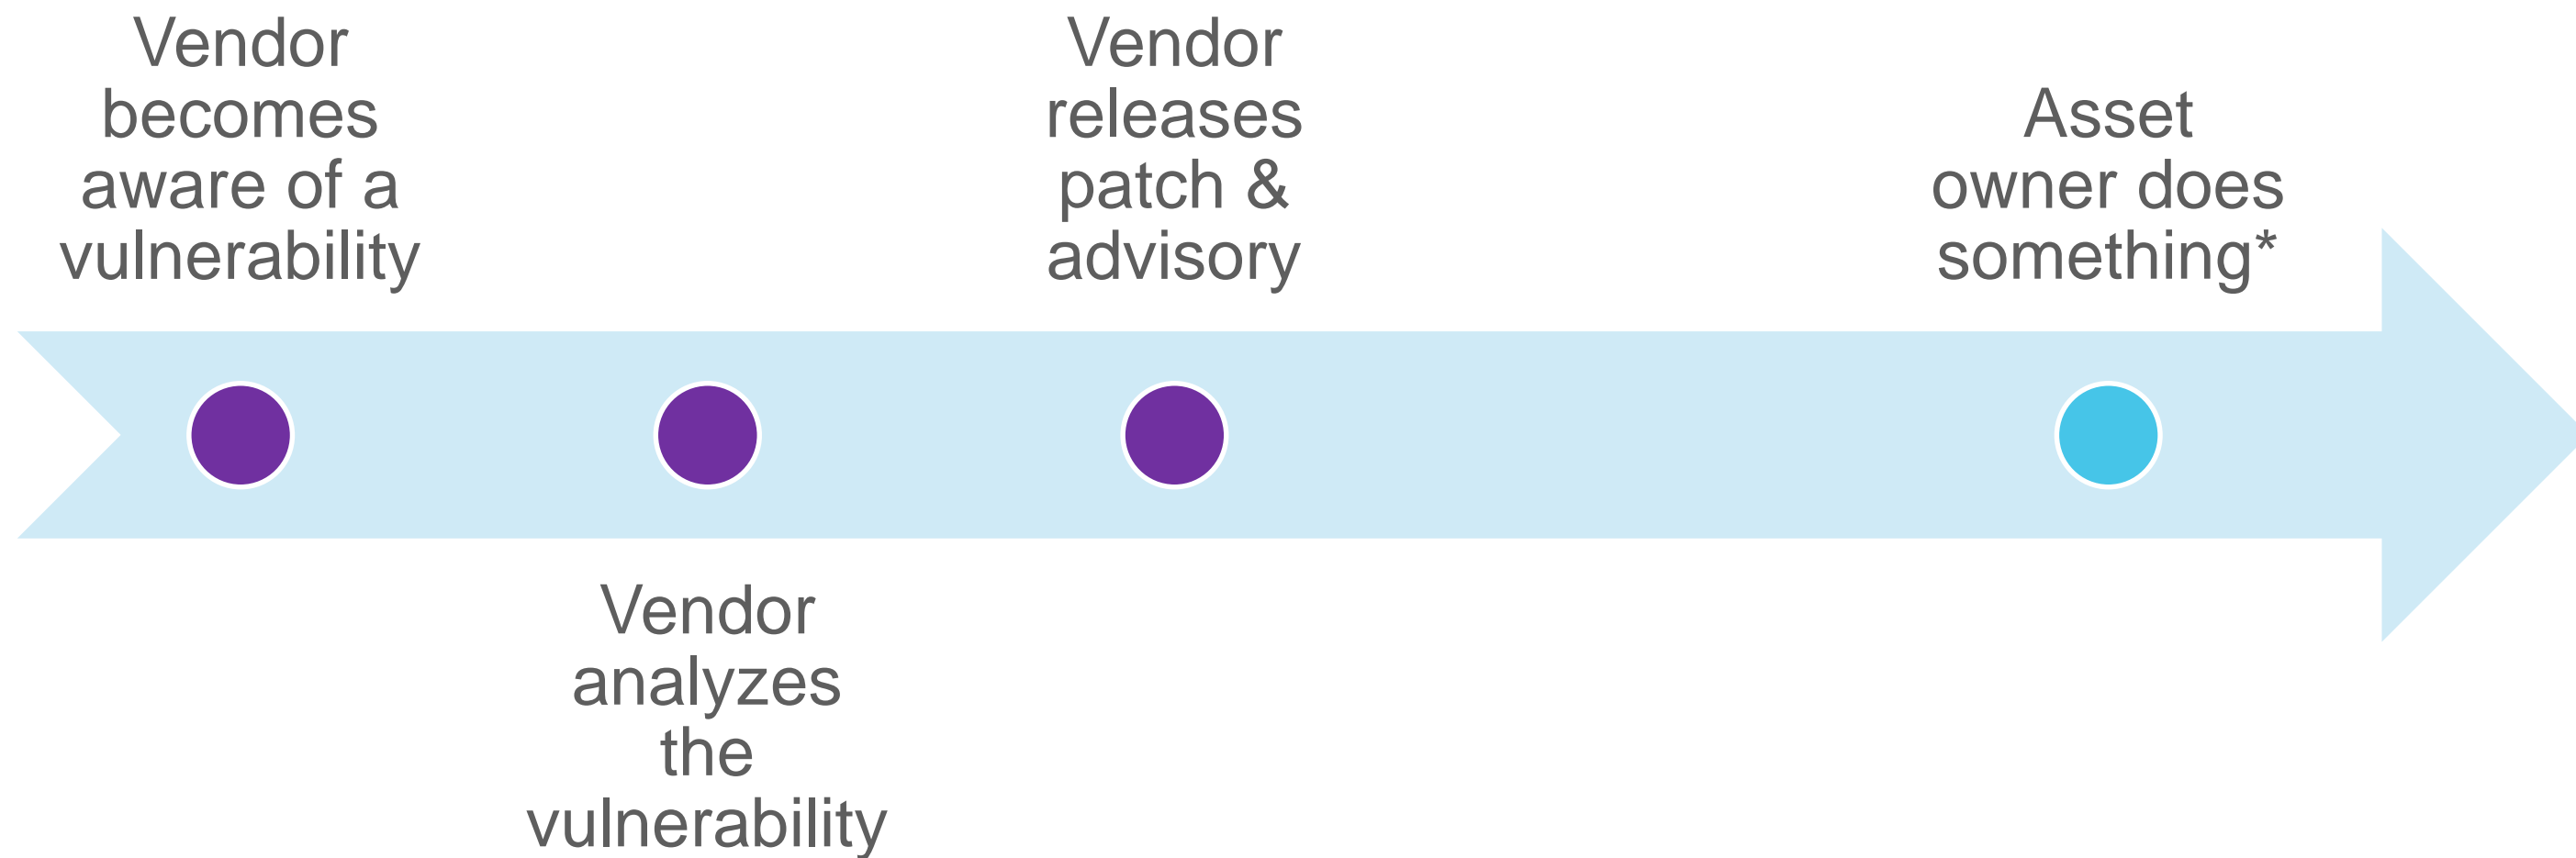 Vendor
becomes
aware of a
vulnerability
Vendor
analyzes
the
vulnerability
Vendor
releases
patch &
advisory
Asset
owner does
something*